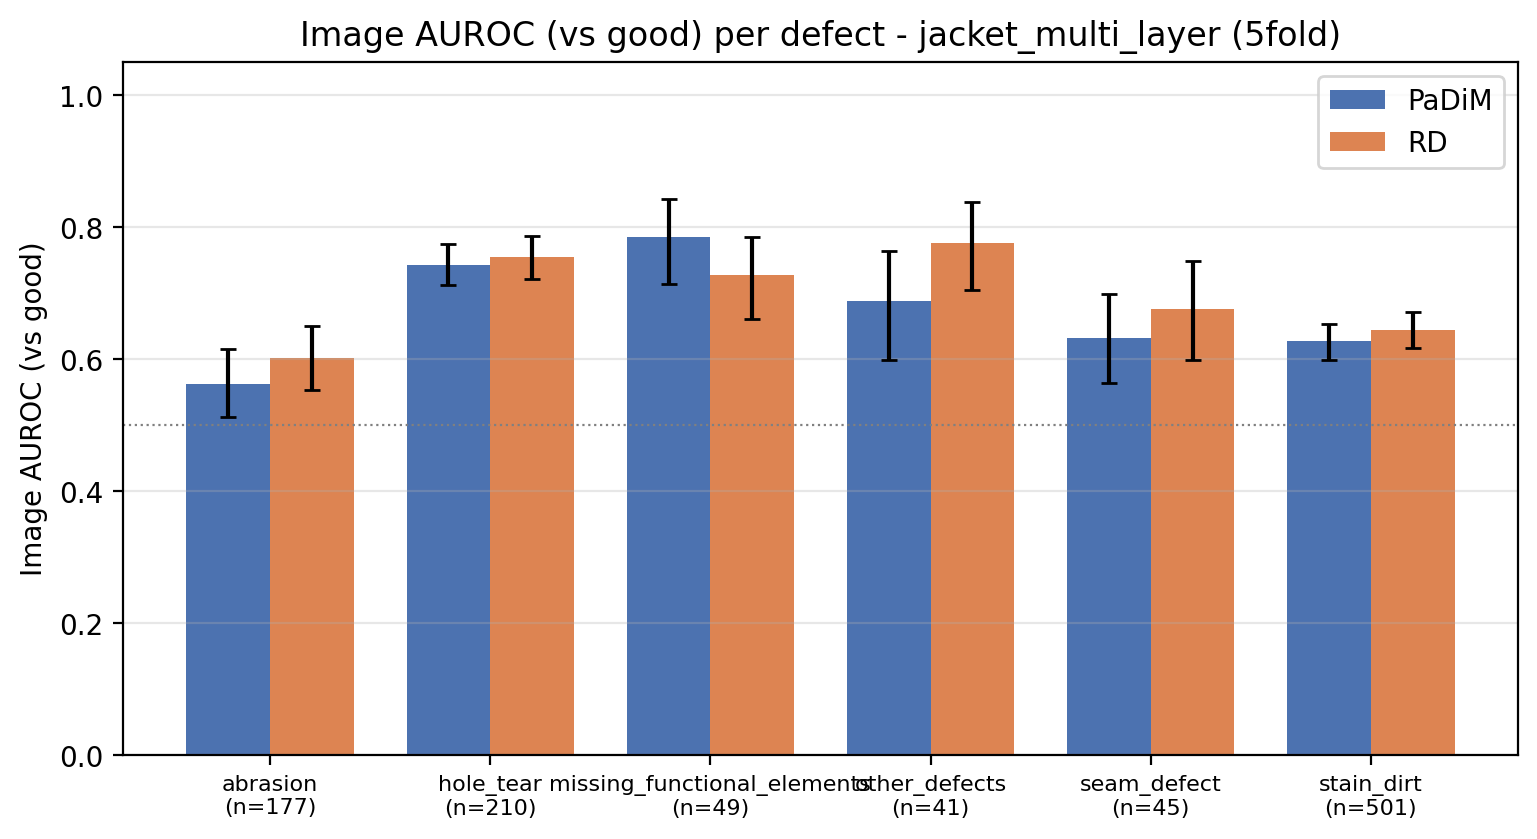 Image AUROC (vs good) per defect - jacket_multi_layer (5fold)
PaDiM
RD
Image AUROC (vs good)
1.0
0.8
0.6
0.4
0.2
0.0
abrasion
(n=177)
hole_tear
(n=210)
missing_functional_elements
(n=49)
other_defects
(n=41)
seam_defect
(n=45)
stain_dirt
(n=501)